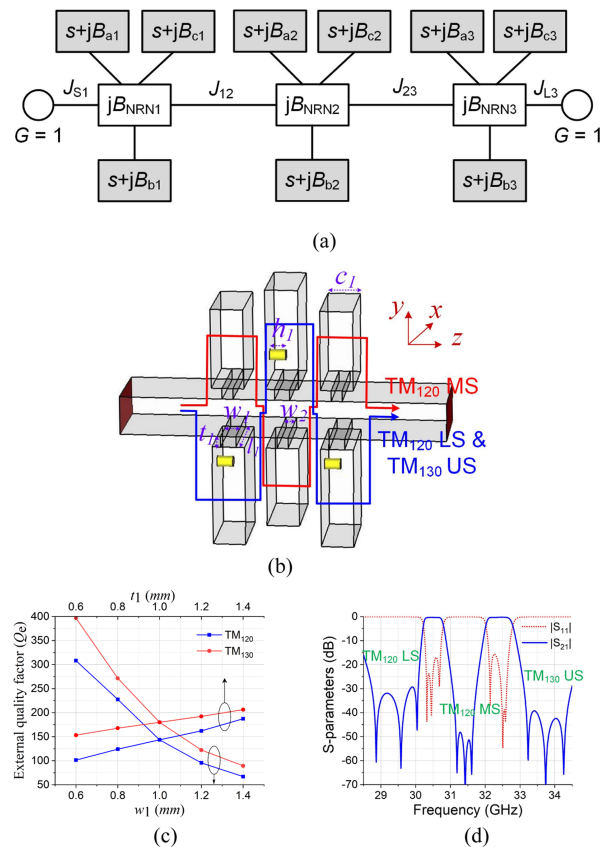 s+jBa1 s+jBc1 s+jBa2 s+jBc2 s+jBa3 s+jBc3
JS1 jBNRN1 J12 jBNRN2 J23 jBNRN3 JL3
G = 1 G = 1
s+jBb1 s+jBb2 s+jBb3
(a)
c1
h1
y x z
TM120 MS
w1 w2
t1 l1
TM120 LS &
TM130 US
(b)
t1 (mm)
0.6 0.8 1.0 1.2 1.4
External quality factor (Qe)
400
350
300
250
200
150
100
50
TM120
TM130
0.6 0.8 1.0 1.2 1.4
w1 (mm)
(c)
S-parameters (dB)
0
-10
-20
-30
-40
-50
-60
-70
|S11|
|S21|
TM120 LS
TM130 US
TM120 MS
29 30 31 32 33 34
Frequency (GHz)
(d)